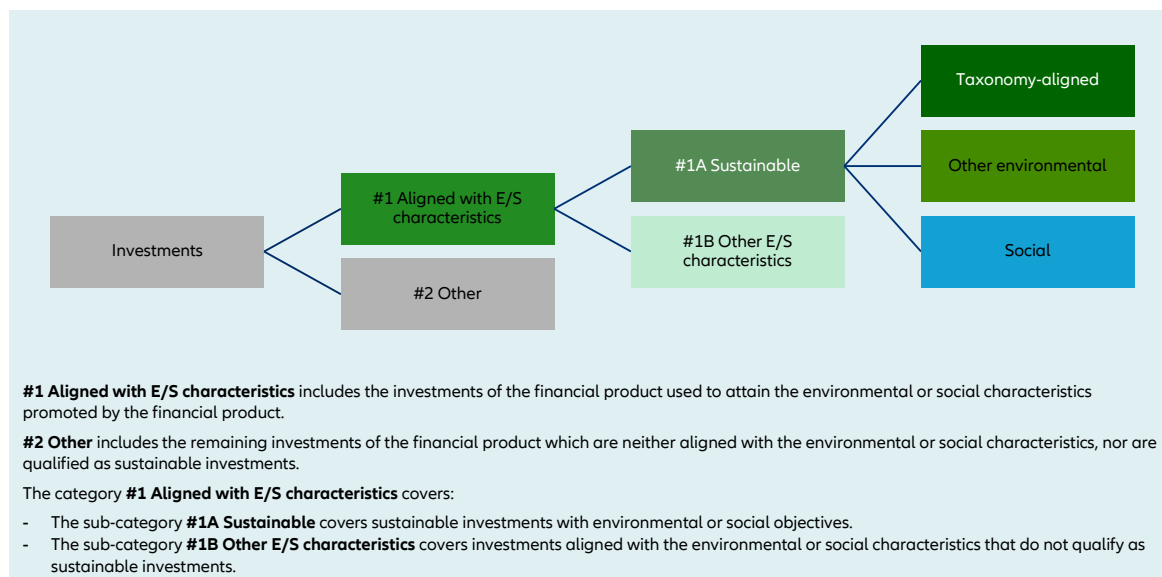 Taxonomy-aligned
#1A Sustainable
Other environmental
#1 Aligned with E/S
characteristics
Investments
#1B Other E/S
characteristics
Social
#2 Other
#1 Aligned with E/S characteristics includes the investments of the financial product used to attain the environmental or social characteristics
promoted by the financial product.
#2 Other includes the remaining investments of the financial product which are neither aligned with the environmental or social characteristics, nor are
qualified as sustainable investments.
The category #1 Aligned with E/S characteristics covers:
- The sub-category #1A Sustainable covers sustainable investments with environmental or social objectives.
- The sub-category #1B Other E/S characteristics covers investments aligned with the environmental or social characteristics that do not qualify as
sustainable investments.